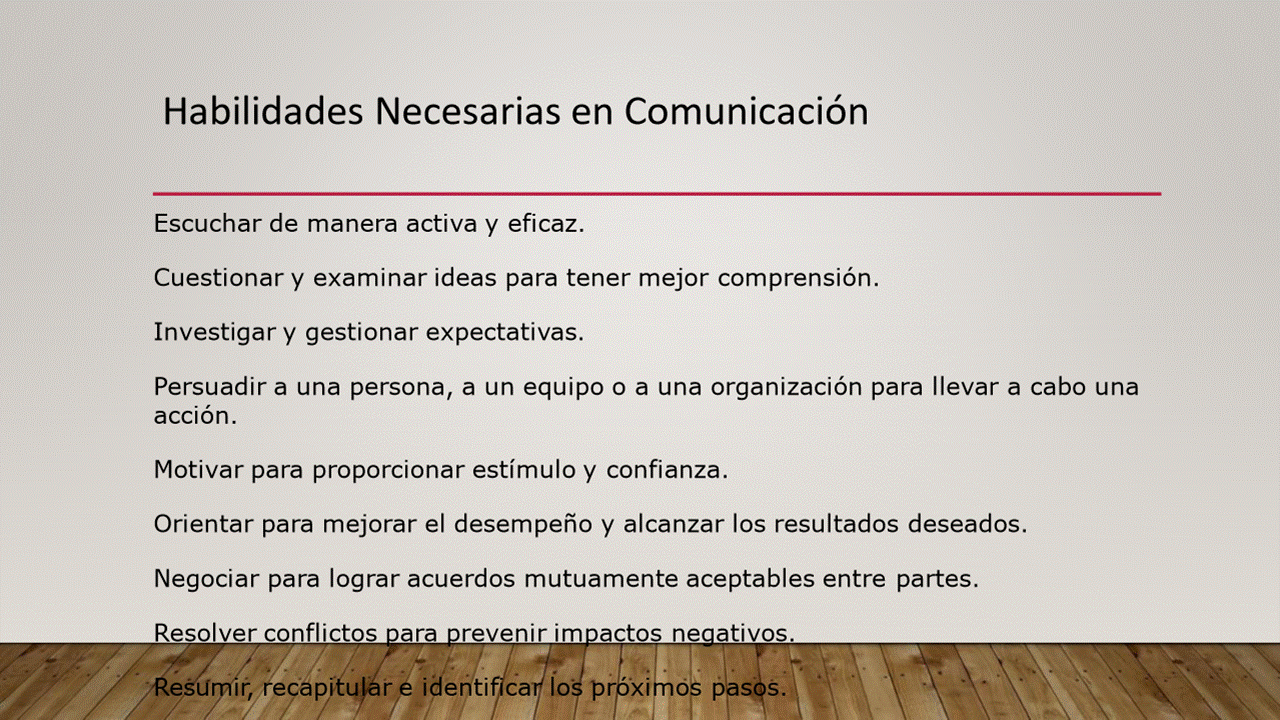 Habilidades Necesarias en Comunicación
Escuchar de manera activa y eficaz.
Cuestionar y examinar ideas para tener mejor comprensión.
Investigar y gestionar expectativas.
Persuadir a una persona, a un equipo o a una organización para llevar a cabo una
acción.
Motivar para proporcionar estímulo y confianza.
Orientar para mejorar el desempeño y alcanzar los resultados deseados.
Negociar para lograr acuerdos mutuamente aceptables entre partes.
Resolver conflictos para prevenir impactos negativos.
Resumir, recapitular e identificar los próximos pasos.